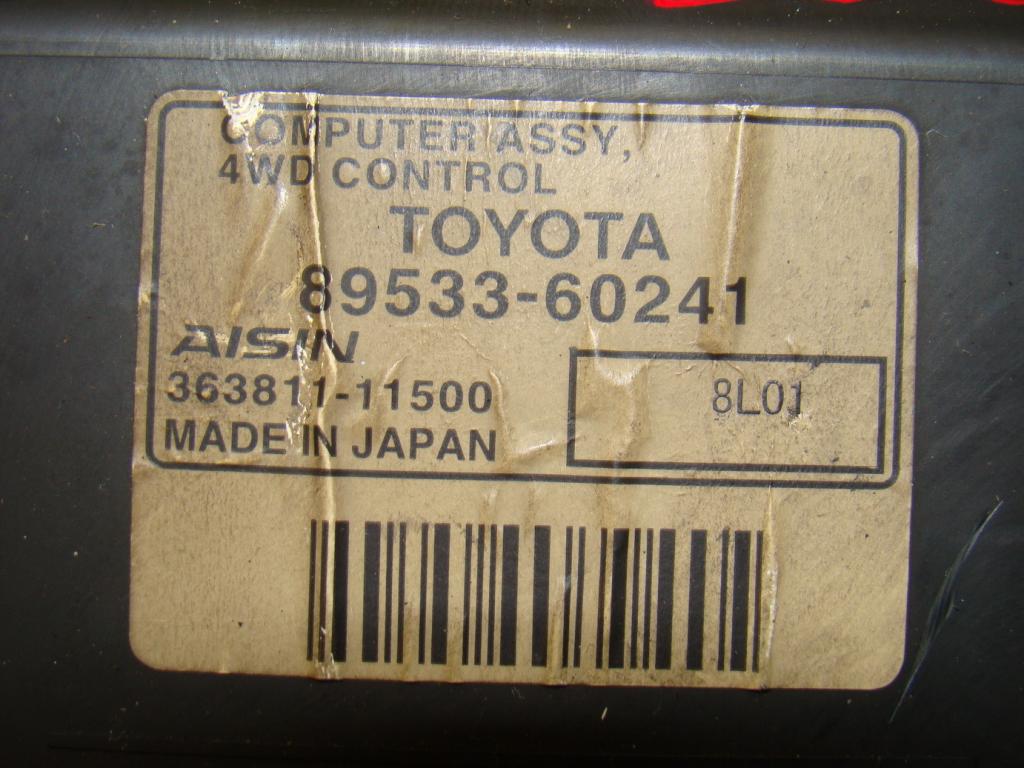 COMPUTER ASSY,
4WD CONTROL
TOYOTA
89533-60241
AISIN
363811-11500
8L01
MADE IN JAPAN